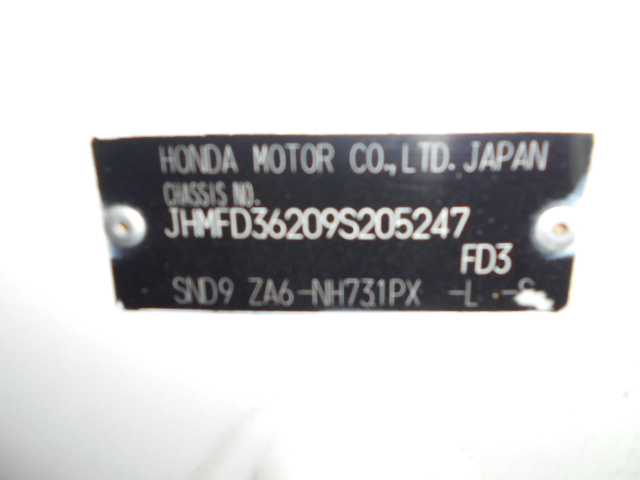 HONDA MOTOR CO., LTD. JAPAN
CHASSIS NO.
JHMFD36209S205247
FD3
SND9 ZA6-NH731PX -L -S